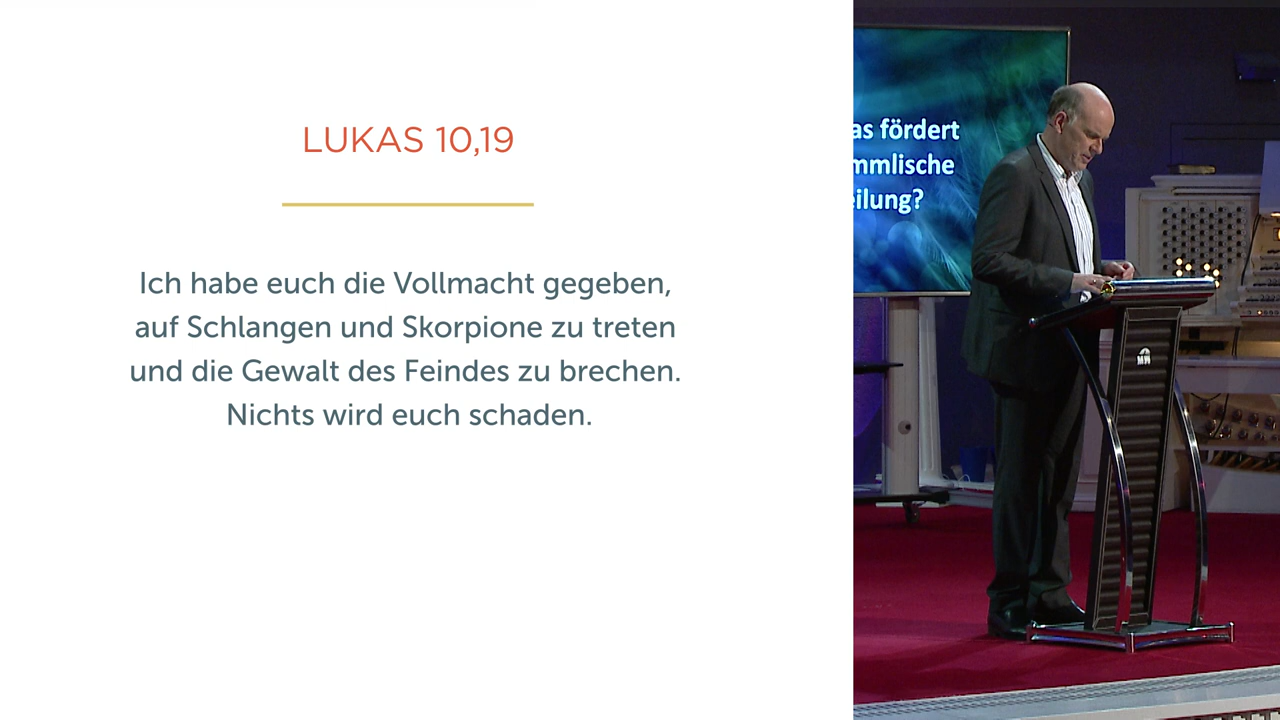 LUKAS 10,19
Ich habe euch die Vollmacht gegeben,
auf Schlangen und Skorpione zu treten
und die Gewalt des Feindes zu brechen.
Nichts wird euch schaden.
as fördert
mmlische
eilung?